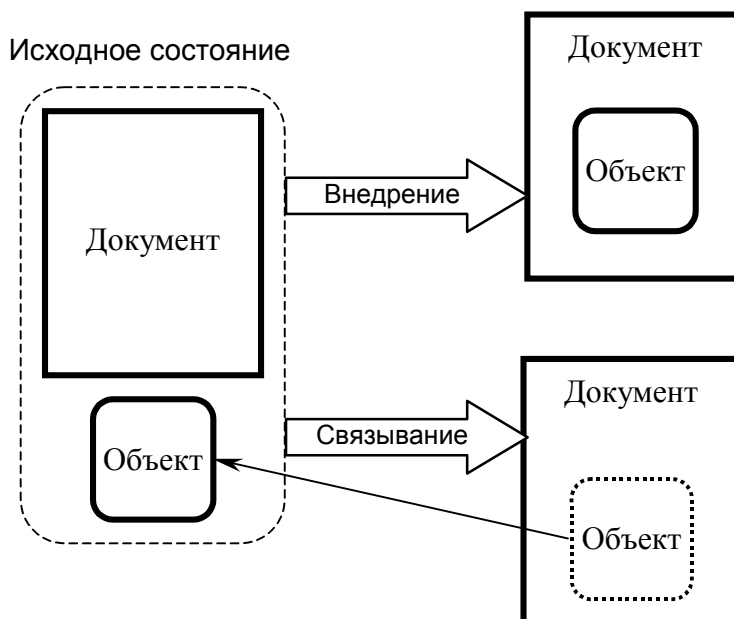 Исходное состояние
Документ
Объект
Внедрение
Документ
Объект
Связывание
Документ
Объект